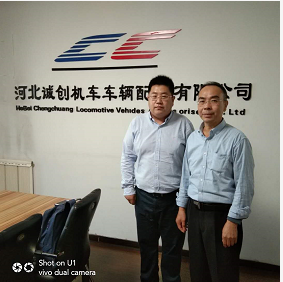 CC
河北诚创机车车辆配 有限公司
HeBei Chengchuang Locomotive Vehicles Ltd
Shot on U1
vivo dual camera